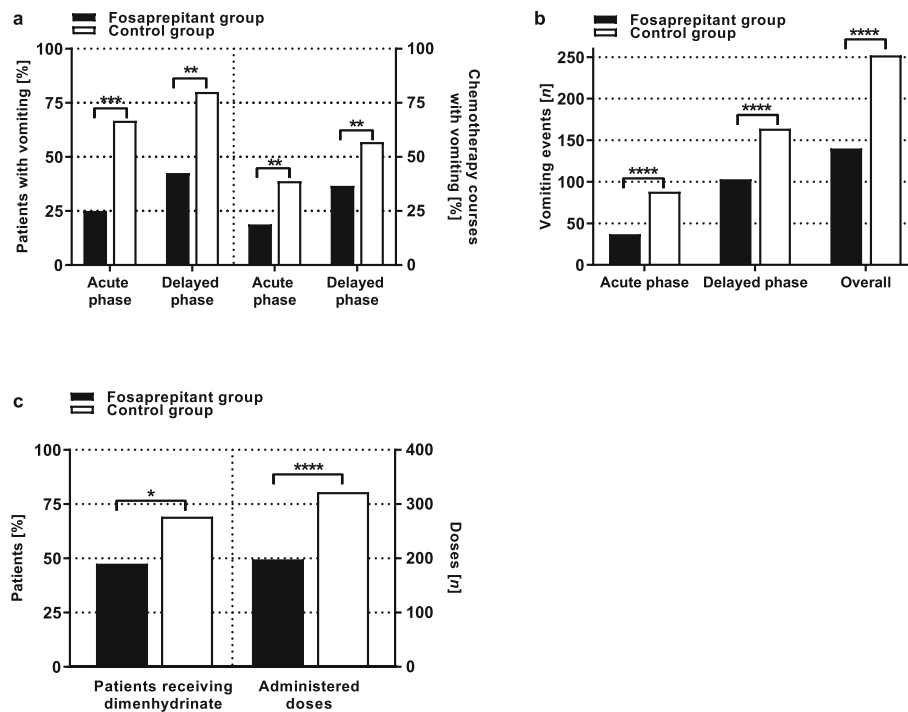 a
Fosaprepitant group
Control group
Patients with vomiting [%]
100
75
50
25
0
***
**
**
**
100
75
50
25
0
Chemotherapy courses
with vomiting [%]
Acute
phase
Delayed
phase
Acute
phase
Delayed
phase
b
Fosaprepitant group
Control group
Vomiting events [n]
250
200
150
100
50
0
****
****
****
Acute phase
Delayed phase
Overall
c
Fosaprepitant group
Control group
Patients [%]
100
75
50
25
0
*
****
400
300
200
100
0
Doses [n]
Patients receiving
dimenhydrinate
Administered
doses